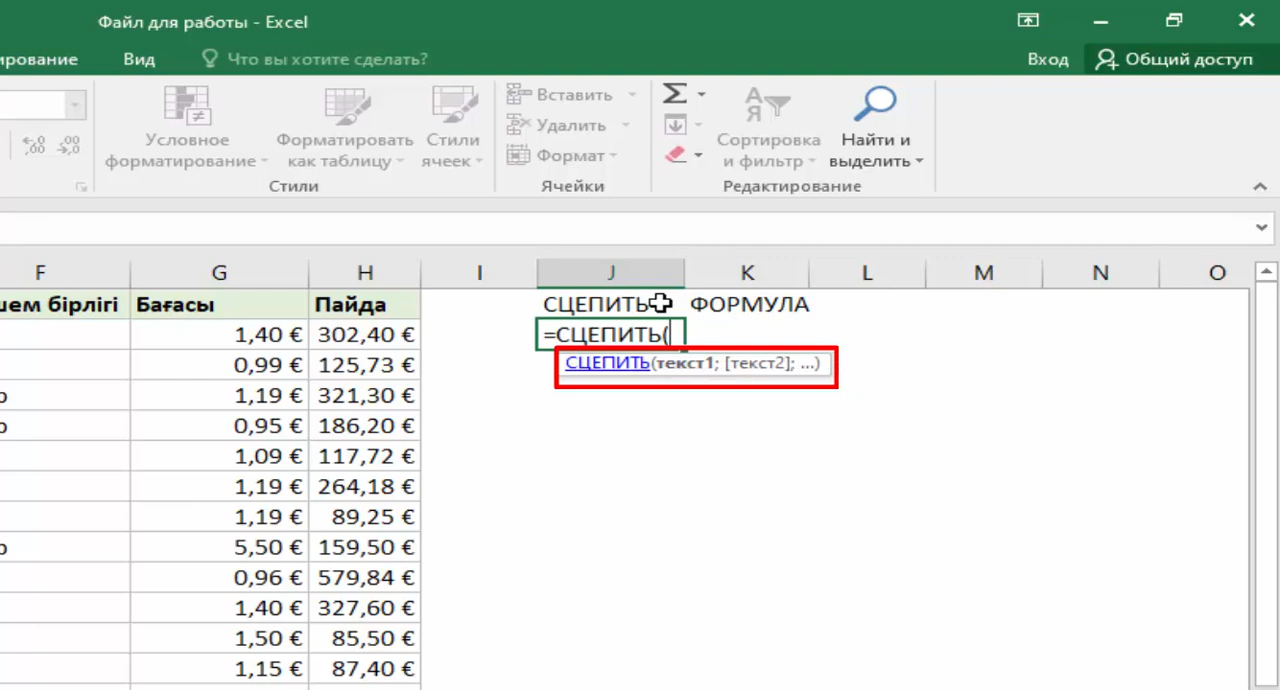 Файл для работы - Excel
ирование Вид Что вы хотите сделать? Вход Общий доступ
Условное форматирование
Форматировать как таблицу
Стили ячеек
Стили
Вставить
Удалить
Формат
Ячейки
Сортировка и фильтр
Найти и выделить
Редактирование
F G H I J K L M N O
шем бірлігі Бағасы Пайда СЦЕПИТЬ ФОРМУЛА
1,40 € 302,40 € =СЦЕПИТЬ(
0,99 € 125,73 € СЦЕПИТЬ(текст1; [текст2]; ...)
р 1,19 € 321,30 €
р 0,95 € 186,20 €
1,09 € 117,72 €
1,19 € 264,18 €
1,19 € 89,25 €
р 5,50 € 159,50 €
0,96 € 579,84 €
1,40 € 327,60 €
1,50 € 85,50 €
1,15 € 87,40 €